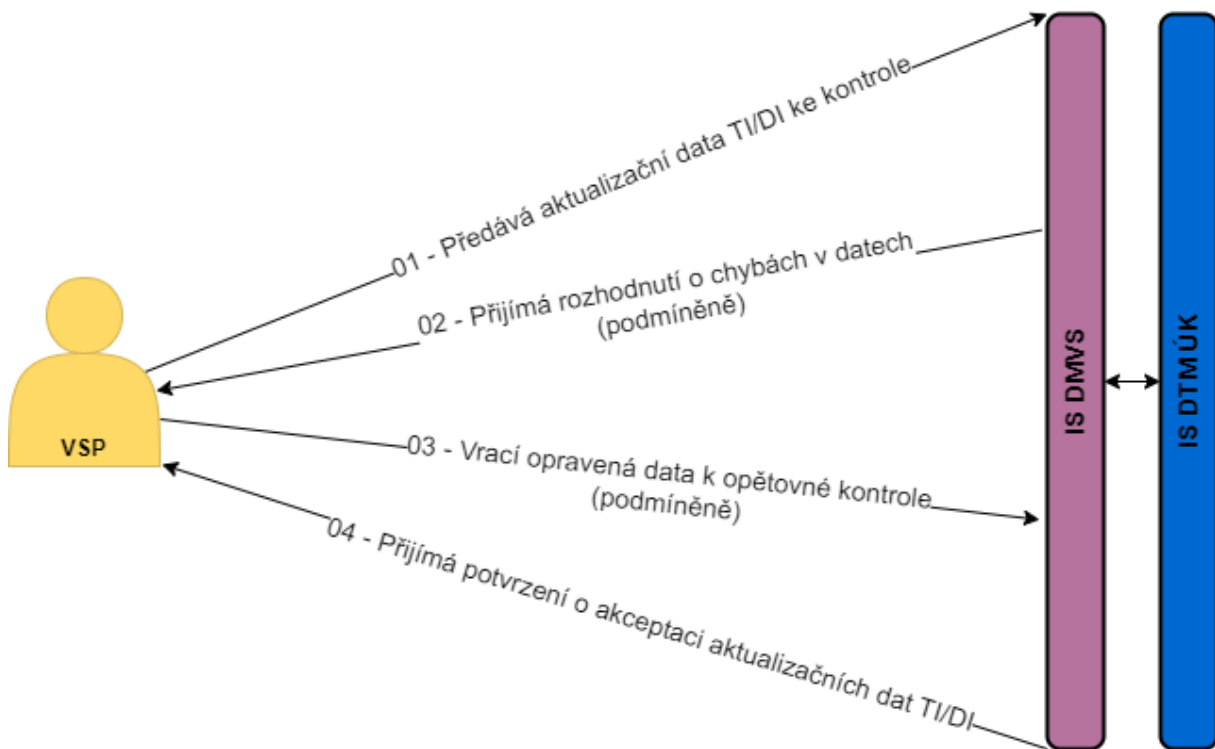 01 - Předává aktualizační data TI/DI ke kontrole
02 - Přijímá rozhodnutí o chybách v datech
(podmíněně)
VSP
03 - Vrací opravená data k opětovné kontrole
(podmíněně)
04 - Přijímá potvrzení o akceptaci aktualizačních dat TI/DI
IS DMVS
IS DTM ÚK